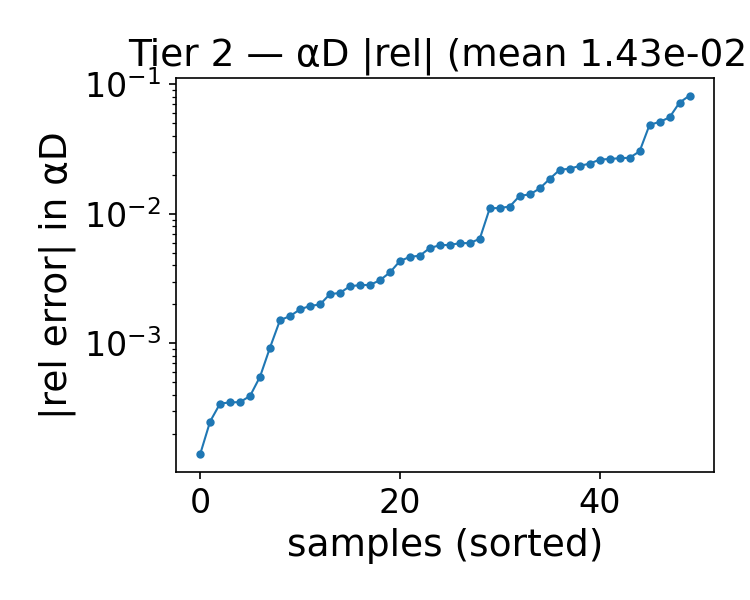 Tier 2 — αD |rel| (mean 1.43e-02
10⁻¹
10⁻²
10⁻³
|rel error| in αD
0 20 40
samples (sorted)